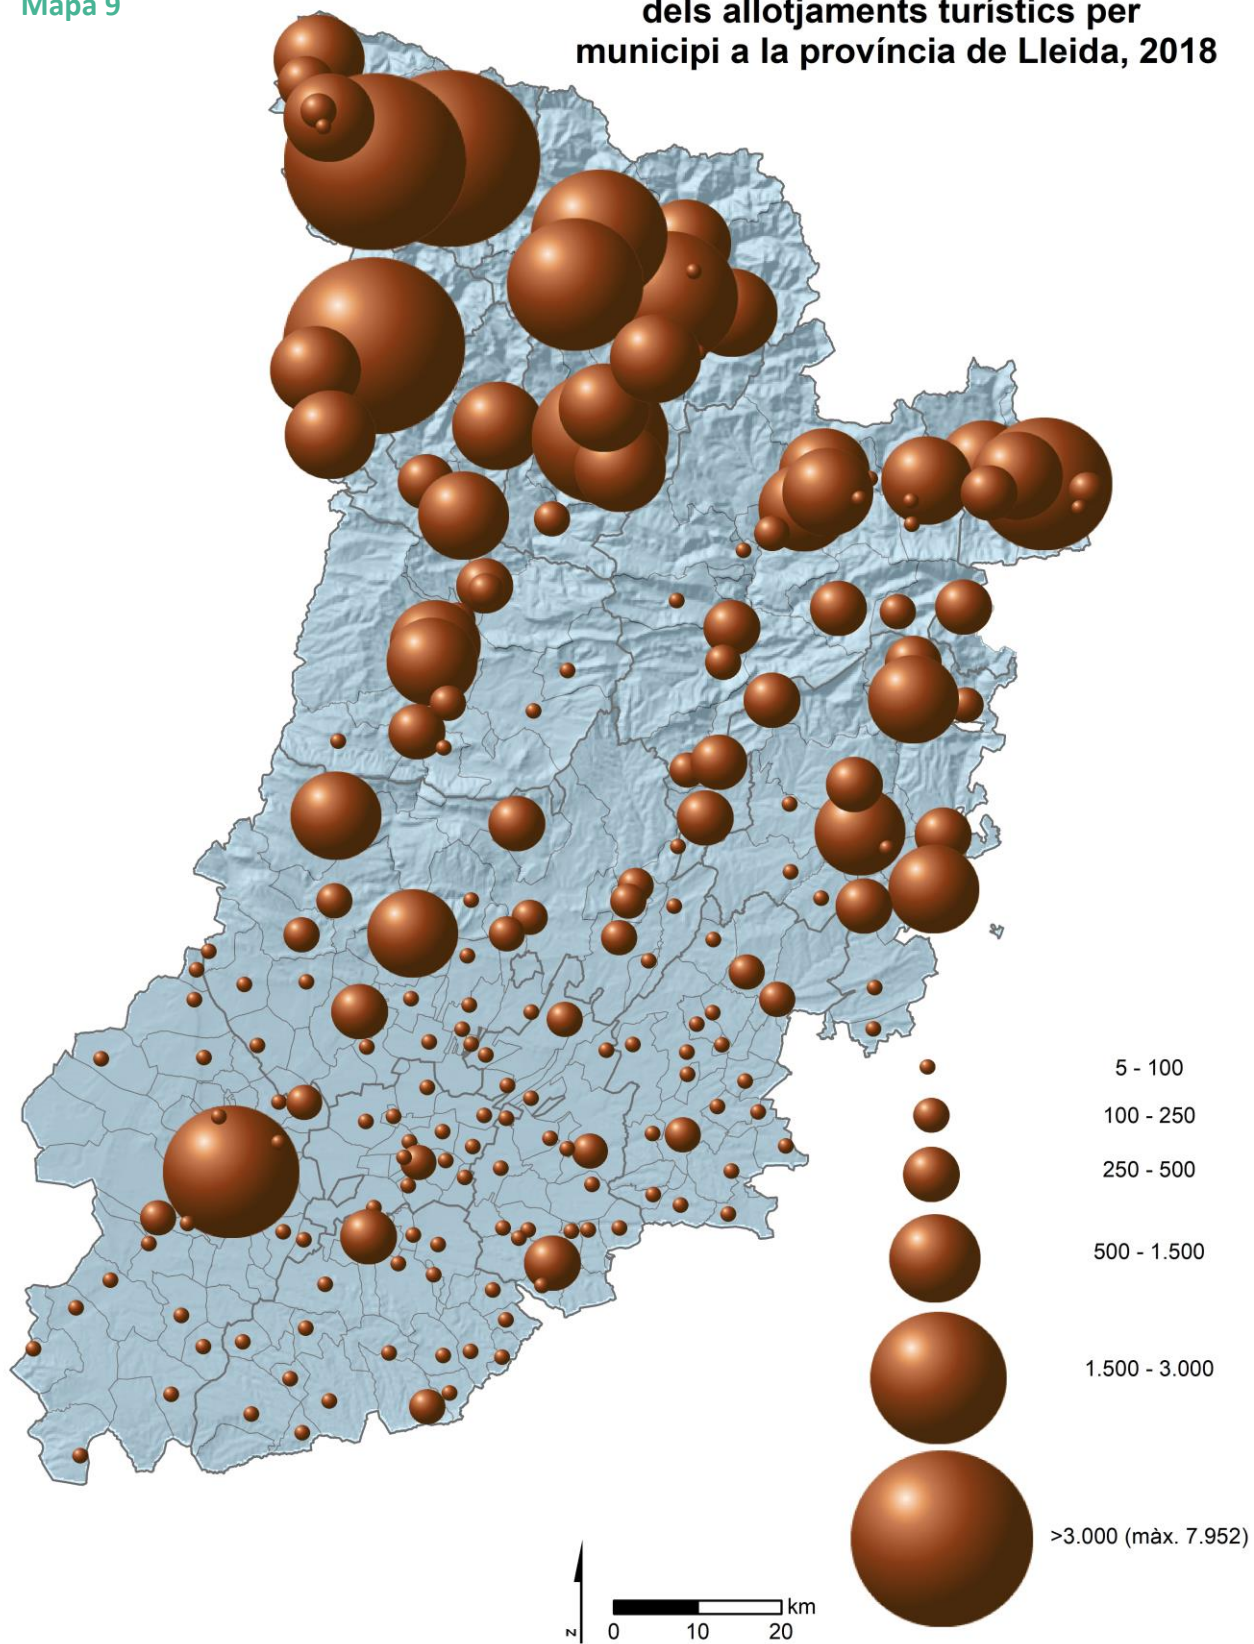 Mapa 9
dels allotjaments turístics per
municipi a la província de Lleida, 2018
5 - 100
100 - 250
250 - 500
500 - 1.500
1.500 - 3.000
>3.000 (màx. 7.952)
N
km
0 10 20